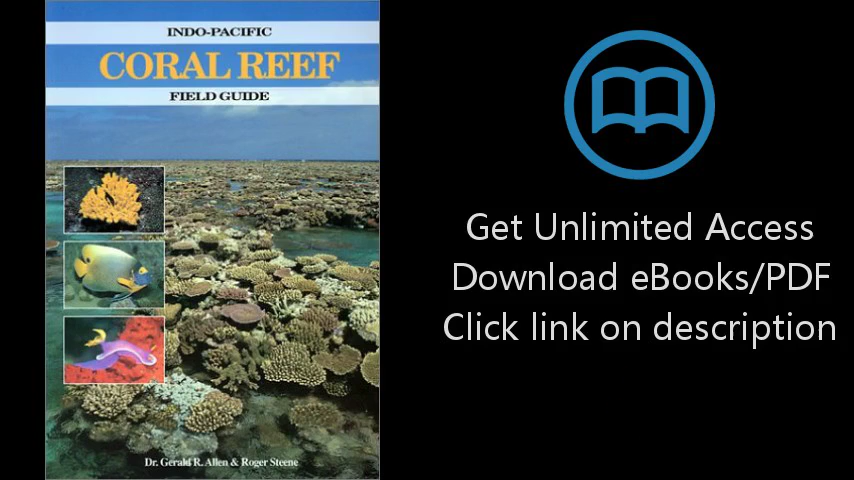 INDO-PACIFIC
CORAL REEF
FIELD GUIDE
Dr. Gerald R. Allen & Roger Steene
Get Unlimited Access
Download eBooks/PDF
Click link on description